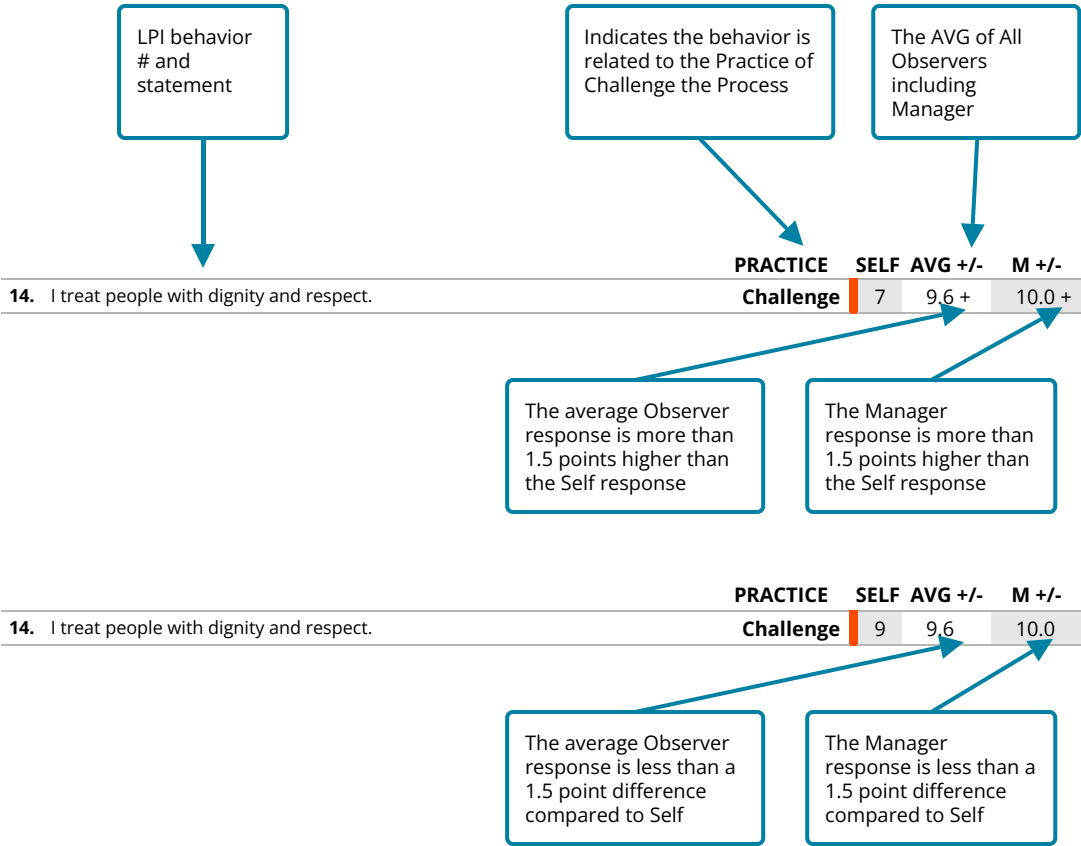 LPI behavior
# and
statement
Indicates the behavior is
related to the Practice of
Challenge the Process
The AVG of All
Observers
including
Manager
PRACTICE SELF AVG +/- M +/-
14. I treat people with dignity and respect. Challenge 7 9.6 + 10.0 +
The average Observer
response is more than
1.5 points higher than
the Self response
The Manager
response is more than
1.5 points higher than
the Self response
PRACTICE SELF AVG +/- M +/-
14. I treat people with dignity and respect. Challenge 9 9.6 10.0
The average Observer
response is less than a
1.5 point difference
compared to Self
The Manager
response is less than a
1.5 point difference
compared to Self